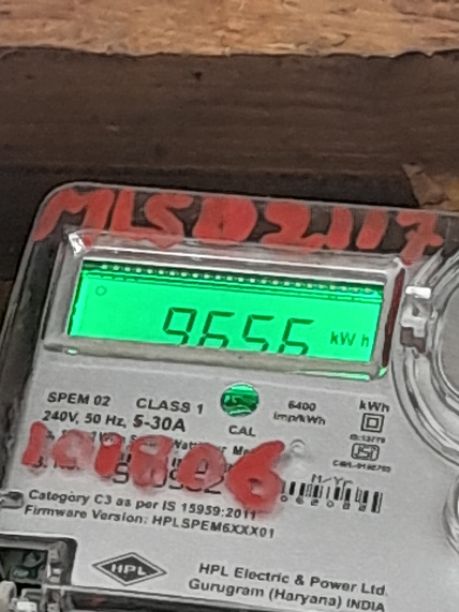 MLSD2117
9656 kWh
SPEM 02 CLASS 1 6400 kWh
240V, 50 Hz, 5-30A CAL imp/kWh
101806
M/Yr
Category C3 as per IS 15959:2011
Firmware Version: HPLSPEM6XXX01
HPL
HPL Electric & Power Ltd.
Gurugram (Haryana) INDIA